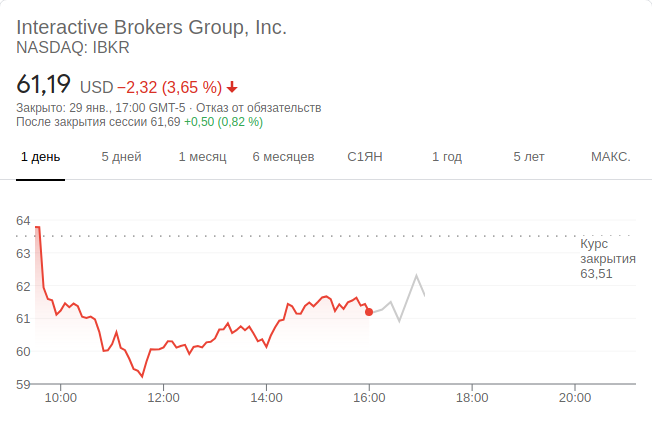 Interactive Brokers Group, Inc.
NASDAQ: IBKR
61,19 USD −2,32 (3,65 %)
Закрыто: 29 янв., 17:00 GMT-5 · Отказ от обязательств
После закрытия сессии 61,69 +0,50 (0,82 %)
1 день 5 дней 1 месяц 6 месяцев С1ЯН 1 год 5 лет МАКС.
64
Курс
закрытия
63,51
63
62
61
60
59
10:00 12:00 14:00 16:00 18:00 20:00